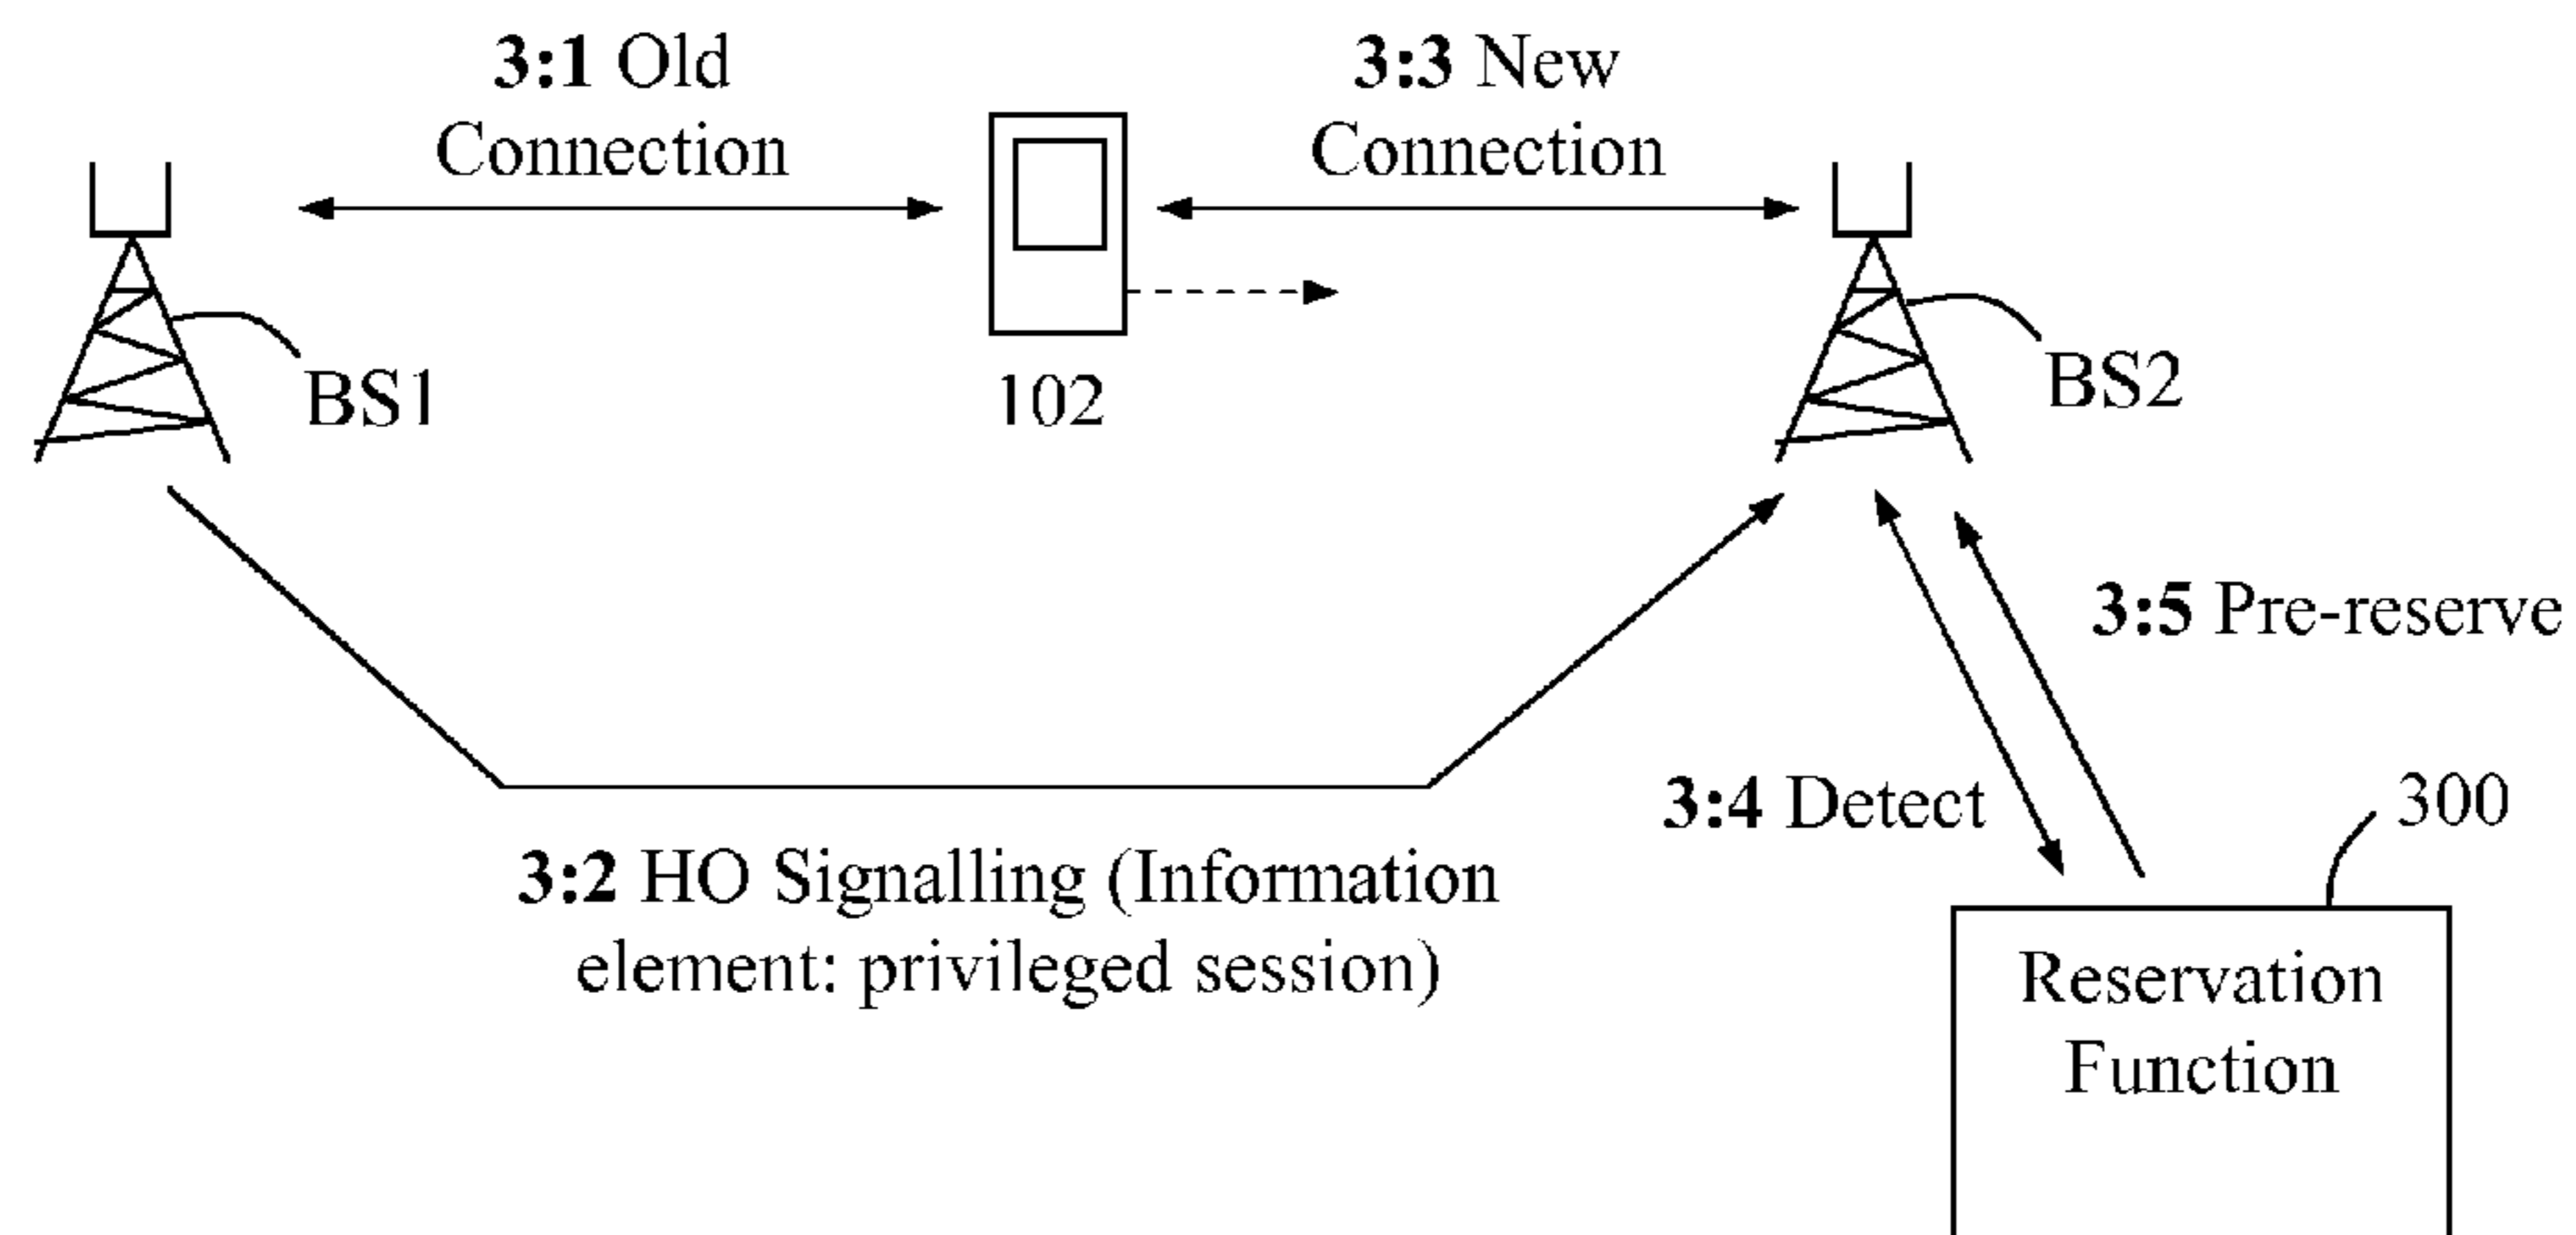 3:1 Old
Connection
3:3 New
Connection
BS1
102
BS2
3:5 Pre-reserve
3:4 Detect
300
3:2 HO Signalling (Information
element: privileged session)
Reservation
Function